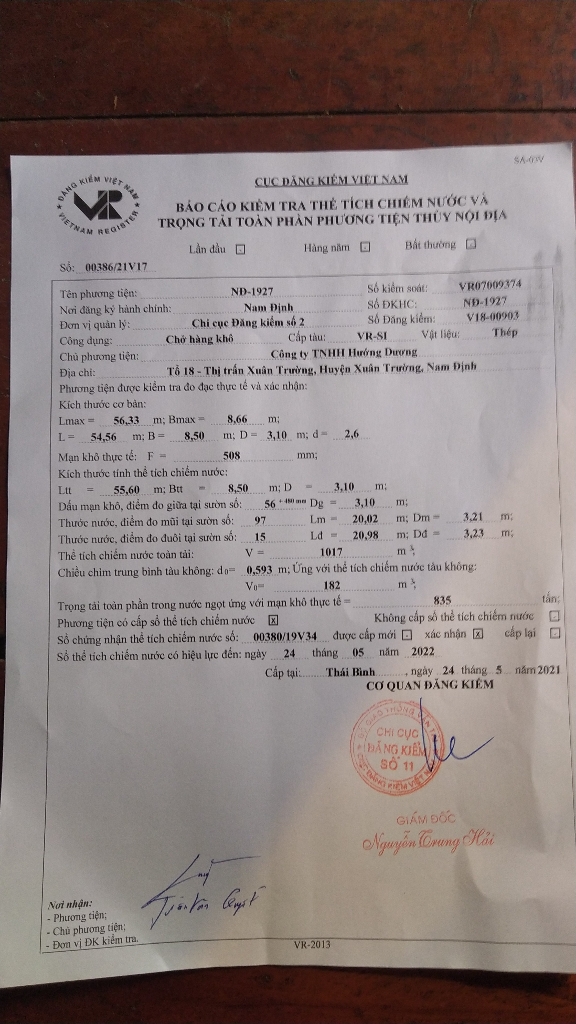 SA-03V
ĐĂNG KIỂM VIỆT NAM
VR
VIETNAM REGISTER
CỤC ĐĂNG KIỂM VIỆT NAM
BÁO CÁO KIỂM TRA THỂ TÍCH CHIẾM NƯỚC VÀ
TRỌNG TẢI TOÀN PHẦN PHƯƠNG TIỆN THỦY NỘI ĐỊA
Lần đầu Hàng năm Bất thường
Số: 00386/21V17
Tên phương tiện: NĐ-1927 Số kiểm soát: VR07009374
Nơi đăng ký hành chính: Nam Định Số ĐKHC: NĐ-1927
Đơn vị quản lý: Chi cục Đăng kiểm số 2 Số Đăng kiểm: V18-00903
Công dụng: Chở hàng khô Cấp tàu: VR-SI Vật liệu: Thép
Chủ phương tiện: Công ty TNHH Hướng Dương
Địa chỉ: Tổ 18 - Thị trấn Xuân Trường, Huyện Xuân Trường, Nam Định
Phương tiện được kiểm tra đo đạc thực tế và xác nhận:
Kích thước cơ bản:
Lmax = 56,33 m; Bmax = 8,66 m;
L = 54,56 m; B = 8,50 m; D = 3,10 m; d = 2,6
Mạn khô thực tế: F = 508 mm;
Kích thước tính thể tích chiếm nước:
Ltt = 55,60 m; Btt = 8,50 m; D = 3,10 m;
Dấu mạn khô, điểm đo giữa tại sườn số: 56 + 480 mm Dg = 3,10 m;
Thước nước, điểm đo mũi tại sườn số: 97 Lm = 20,02 m; Dm = 3,21 m;
Thước nước, điểm đo đuôi tại sườn số: 15 Lđ = 20,98 m; Dđ = 3,23 m;
Thể tích chiếm nước toàn tải: V = 1017 m³;
Chiều chìm trung bình tàu không: d₀= 0,593 m; Ứng với thể tích chiếm nước tàu không:
V₀= 182 m³;
Trọng tải toàn phần trong nước ngọt ứng với mạn khô thực tế = 835 tấn;
Phương tiện có cấp sổ thể tích chiếm nước X Không cấp sổ thể tích chiếm nước
Số chứng nhận thể tích chiếm nước số: 00380/19V34 được cấp mới xác nhận X cấp lại
Sổ thể tích chiếm nước có hiệu lực đến: ngày 24 tháng 05 năm 2022
Cấp tại: Thái Bình , ngày 24 tháng 5 năm 2021
CƠ QUAN ĐĂNG KIỂM
CHI CỤC
ĐĂNG KIỂM
SỐ 11
GIÁM ĐỐC
Nguyễn Trung Hải
Nơi nhận:
- Phương tiện;
- Chủ phương tiện;
- Đơn vị ĐK kiểm tra.
VR-2013